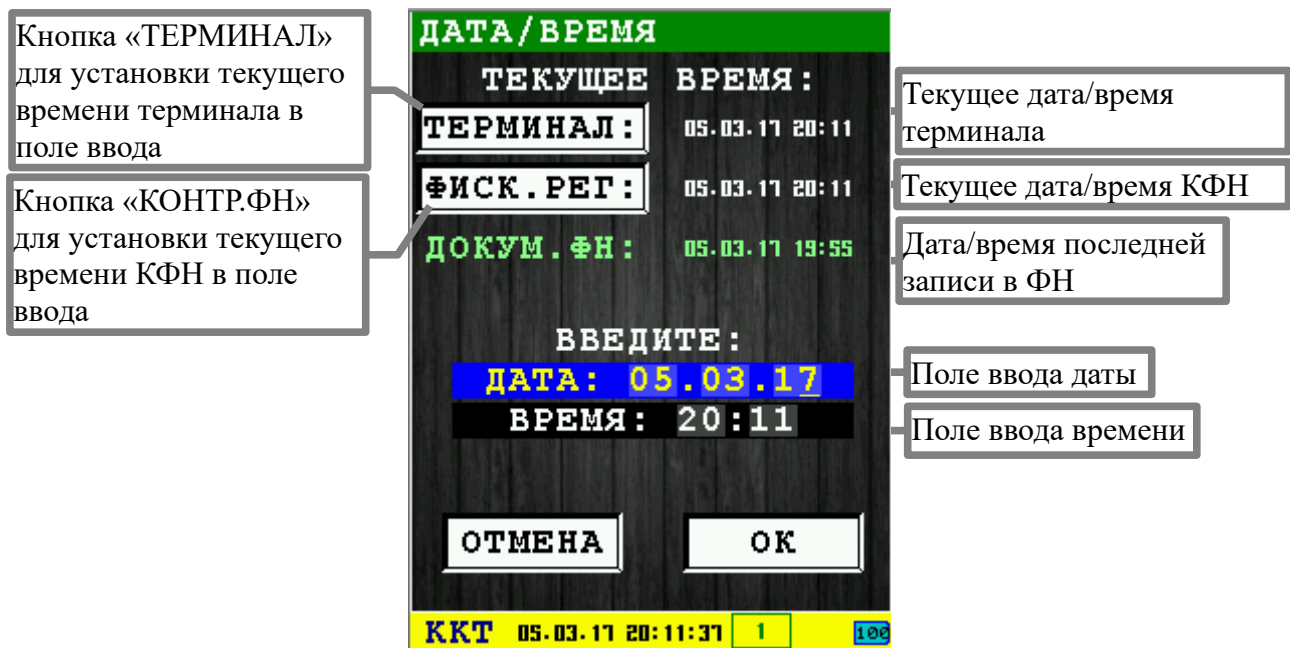 Кнопка «ТЕРМИНАЛ»
для установки текущего
времени терминала в
поле ввода
Кнопка «КОНТР.ФН»
для установки текущего
времени КФН в поле
ввода
ДАТА/ВРЕМЯ
ТЕКУЩЕЕ ВРЕМЯ:
ТЕРМИНАЛ: 05.03.17 20:11
ФИСК.РЕГ: 05.03.17 20:11
ДОКУМ.ФН: 05.03.17 19:55
ВВЕДИТЕ:
ДАТА: 05.03.17
ВРЕМЯ: 20:11
ОТМЕНА ОК
ККТ 05.03.17 20:11:37 1 100
Текущее дата/время
терминала
Текущее дата/время КФН
Дата/время последней
записи в ФН
Поле ввода даты
Поле ввода времени